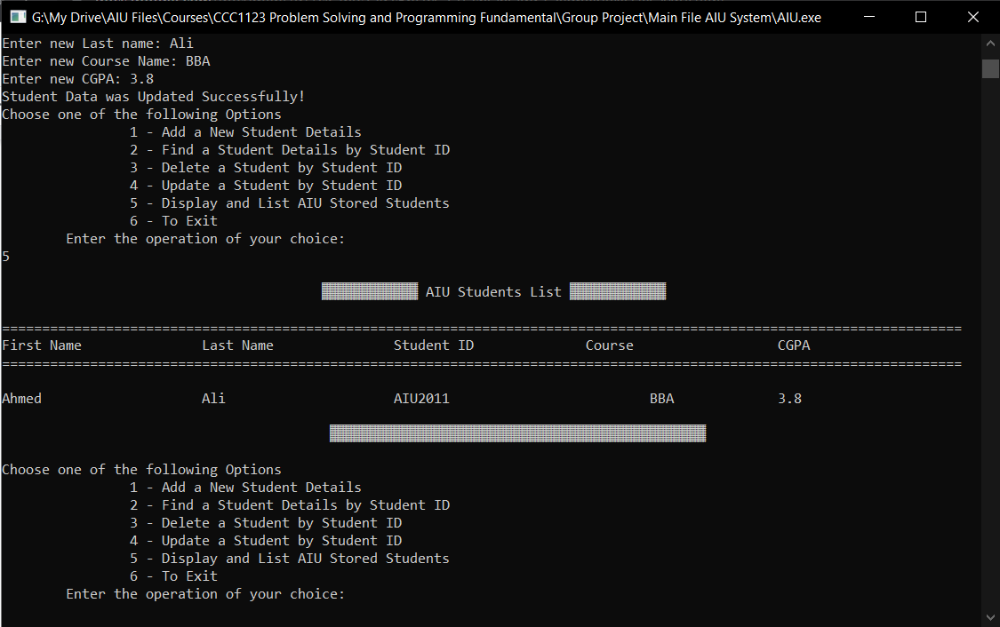 G:\My Drive\AIU Files\Courses\CCC1123 Problem Solving and Programming Fundamental\Group Project\Main File AIU System\AIU.exe
Enter new Last name: Ali
Enter new Course Name: BBA
Enter new CGPA: 3.8
Student Data was Updated Successfully!
Choose one of the following Options
1 - Add a New Student Details
2 - Find a Student Details by Student ID
3 - Delete a Student by Student ID
4 - Update a Student by Student ID
5 - Display and List AIU Stored Students
6 - To Exit
Enter the operation of your choice:
5
▒▒▒▒▒▒▒▒▒▒▒▒ AIU Students List ▒▒▒▒▒▒▒▒▒▒▒▒
========================================================================================================================
First Name Last Name Student ID Course CGPA
========================================================================================================================
Ahmed Ali AIU2011 BBA 3.8
▒▒▒▒▒▒▒▒▒▒▒▒▒▒▒▒▒▒▒▒▒▒▒▒▒▒▒▒▒▒▒▒▒▒▒▒▒▒▒▒▒▒▒▒▒▒▒
Choose one of the following Options
1 - Add a New Student Details
2 - Find a Student Details by Student ID
3 - Delete a Student by Student ID
4 - Update a Student by Student ID
5 - Display and List AIU Stored Students
6 - To Exit
Enter the operation of your choice: